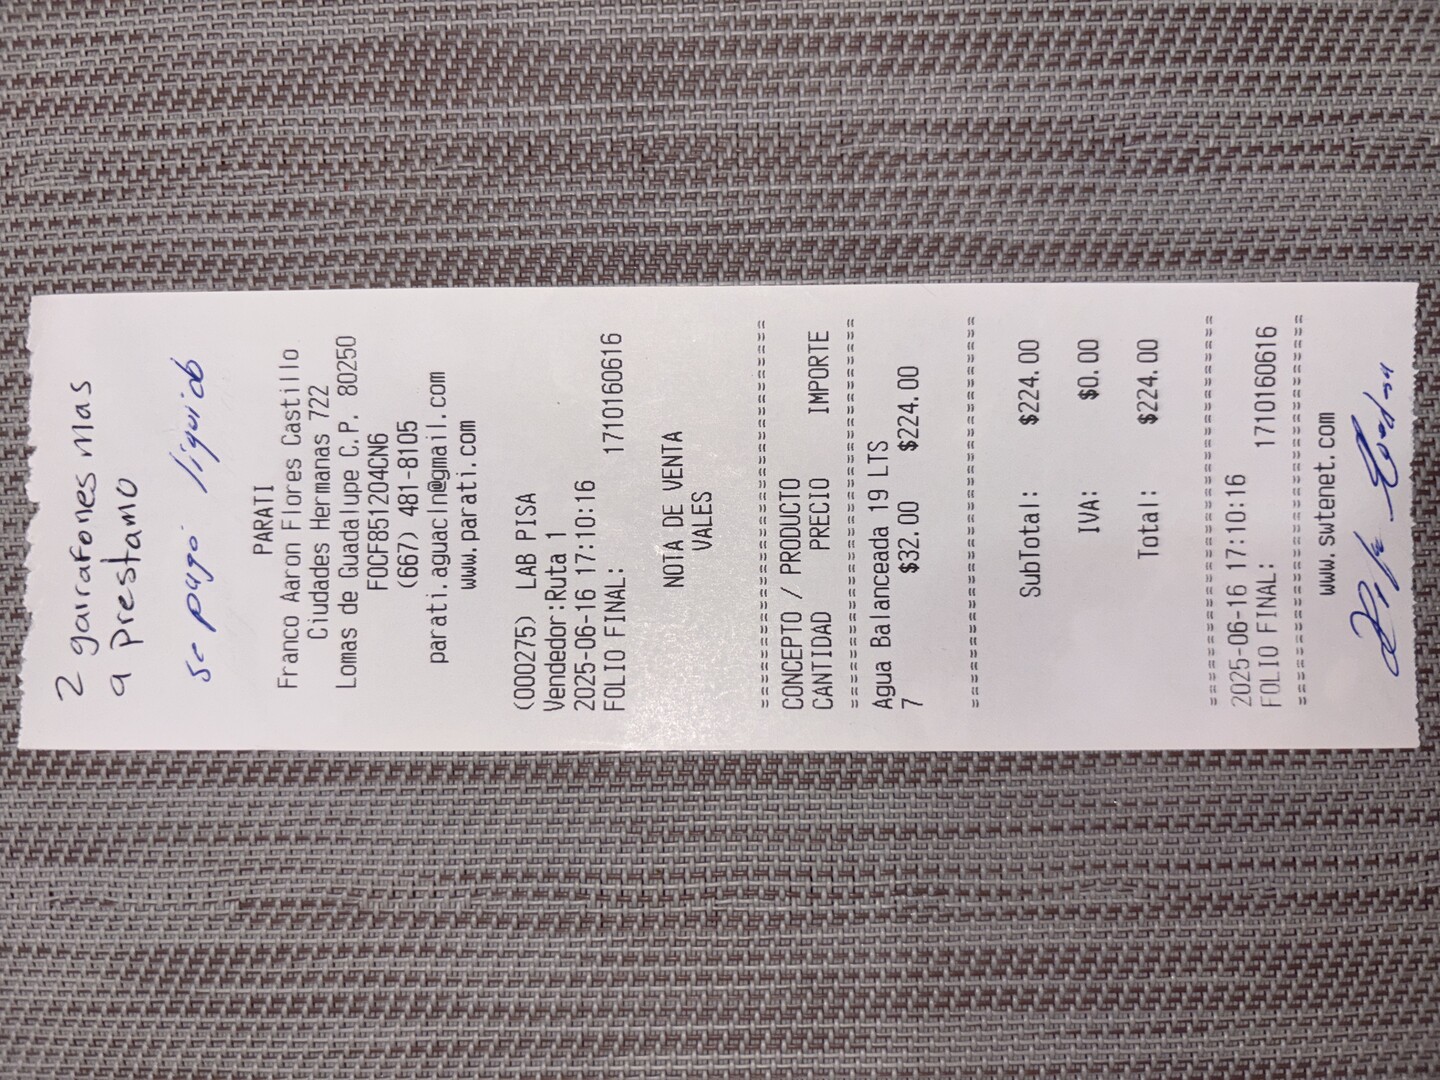 2 garrafones mas
a prestamo
se pago liquido
PARATI
Franco Aaron Flores Castillo
Ciudades Hermanas 722
Lomas de Guadalupe C.P. 80250
FOCF851204CN6
(667) 481-8105
parati.aguacln@gmail.com
www.parati.com
(000275) LAB PISA
Vendedor:Ruta 1
2025-06-16 17:10:16
FOLIO FINAL: 1710160616
NOTA DE VENTA
VALES
==============================
CONCEPTO / PRODUCTO
CANTIDAD PRECIO IMPORTE
==============================
Agua Balanceada 19 LTS
7 $32.00 $224.00
==============================
SubTotal: $224.00
IVA: $0.00
Total: $224.00
==============================
2025-06-16 17:10:16
FOLIO FINAL: 1710160616
==============================
www.swtenet.com